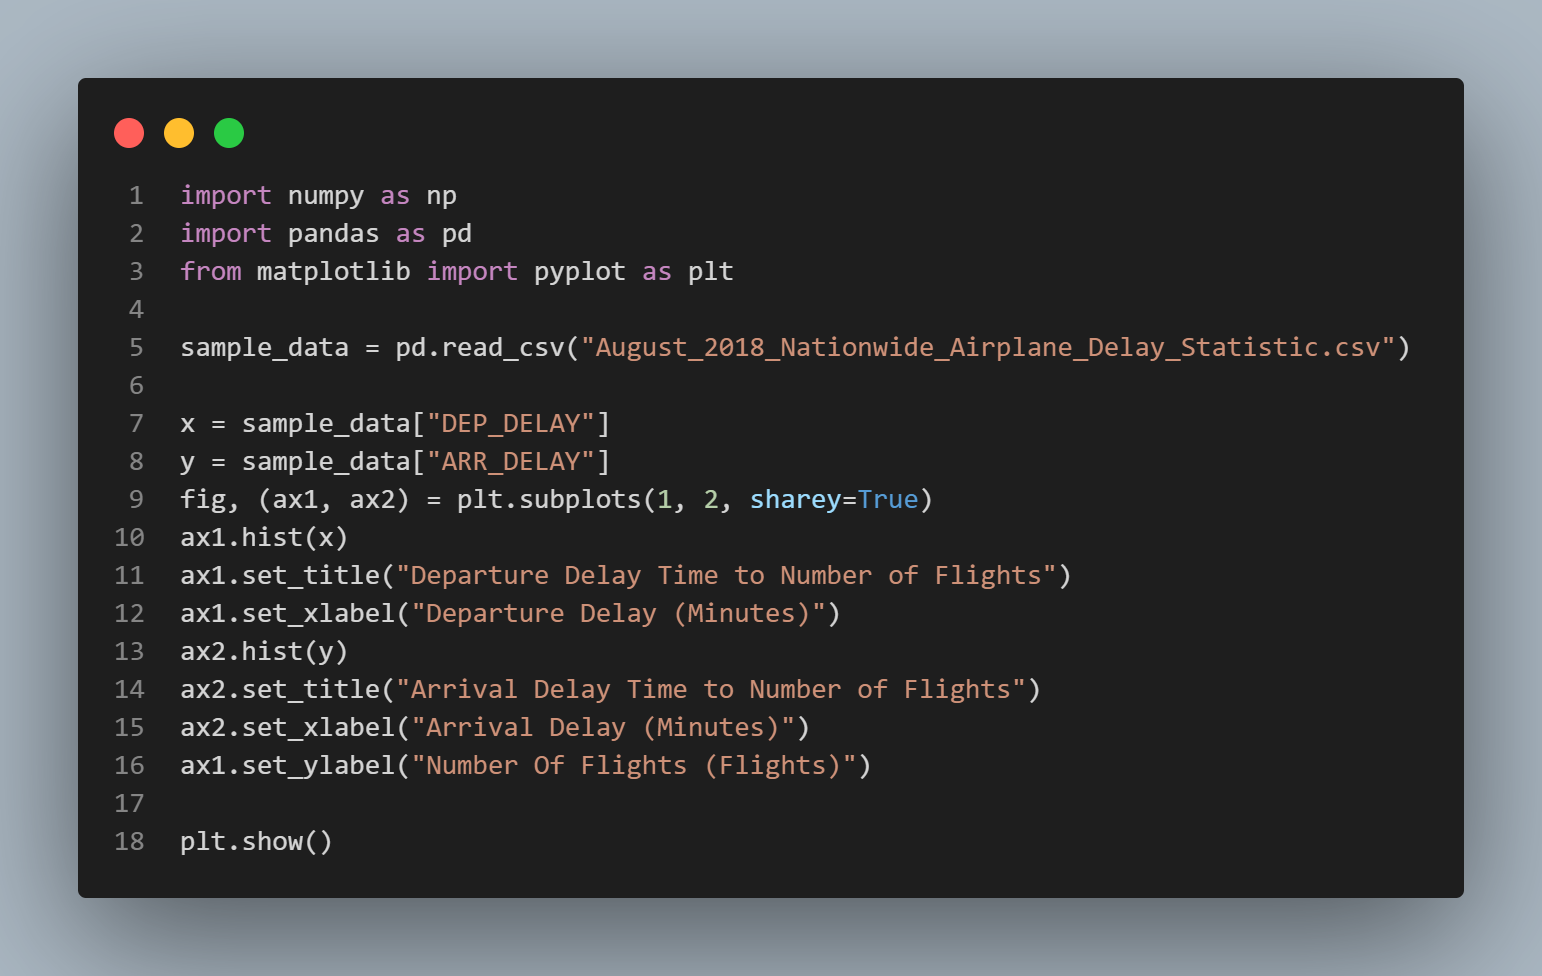 1 import numpy as np
2 import pandas as pd
3 from matplotlib import pyplot as plt
4
5 sample_data = pd.read_csv("August_2018_Nationwide_Airplane_Delay_Statistic.csv")
6
7 x = sample_data["DEP_DELAY"]
8 y = sample_data["ARR_DELAY"]
9 fig, (ax1, ax2) = plt.subplots(1, 2, sharey=True)
10 ax1.hist(x)
11 ax1.set_title("Departure Delay Time to Number of Flights")
12 ax1.set_xlabel("Departure Delay (Minutes)")
13 ax2.hist(y)
14 ax2.set_title("Arrival Delay Time to Number of Flights")
15 ax2.set_xlabel("Arrival Delay (Minutes)")
16 ax1.set_ylabel("Number Of Flights (Flights)")
17
18 plt.show()